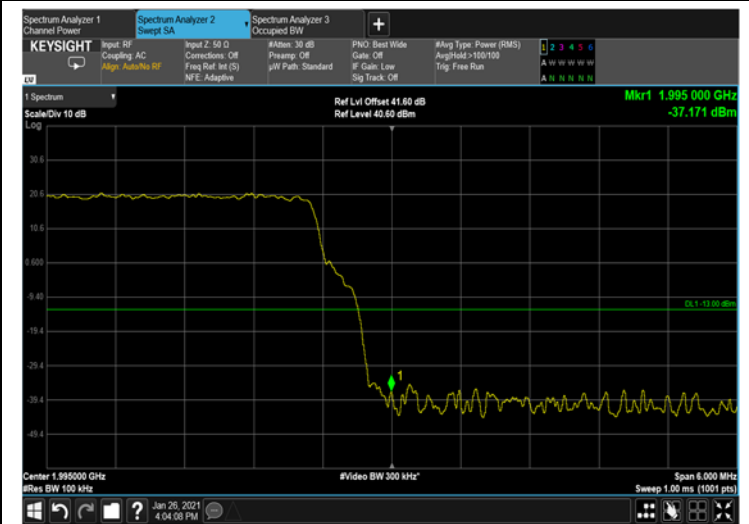 Spectrum Analyzer 1
Channel Power
Spectrum Analyzer 2
Swept SA
Spectrum Analyzer 3
Occupied BW
+
KEYSIGHT
Input: RF
Coupling: AC
Align: Auto/No RF
Input Z: 50 Ω
Corrections: Off
Freq Ref: Int (S)
NFE: Adaptive
#Atten: 30 dB
Preamp: Off
µW Path: Standard
PNO: Best Wide
Gate: Off
IF Gain: Low
Sig Track: Off
#Avg Type: Power (RMS)
Avg|Hold:>100/100
Trig: Free Run
1 2 3 4 5 6
A W W W W W
A N N N N N
1 Spectrum
Scale/Div 10 dB
Log
Ref Lvl Offset 41.60 dB
Ref Level 40.60 dBm
Mkr1 1.995 000 GHz
-37.171 dBm
30.6
20.6
10.6
0.600
-9.40
-19.4
-29.4
-39.4
-49.4
DL1 -13.00 dBm
1
Center 1.995000 GHz
#Res BW 100 kHz
#Video BW 300 kHz*
Span 6.000 MHz
Sweep 1.00 ms (1001 pts)
?
Jan 26, 2021
4:04:08 PM